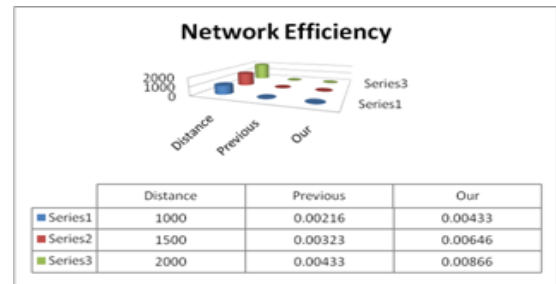 Network Efficiency
2000
1000
0
Series3
Series1
Distance
Previous
Our
Distance Previous Our
Series1 1000 0.00216 0.00433
Series2 1500 0.00323 0.00646
Series3 2000 0.00433 0.00866